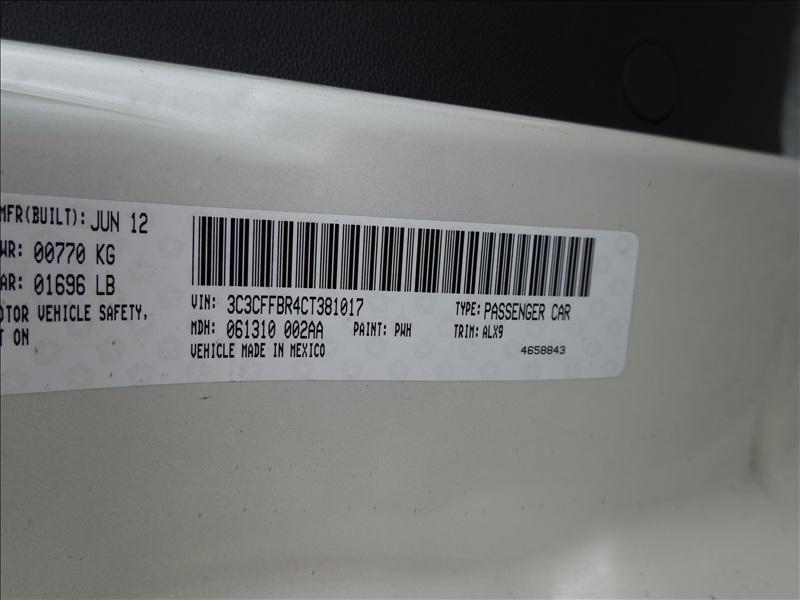 MFR(BUILT): JUN 12
WR: 00770 KG
AR: 01696 LB
OTOR VEHICLE SAFETY,
T ON
VIN: 3C3CFFBR4CT381017
TYPE: PASSENGER CAR
MDH: 061310 002AA PAINT: PWH TRIM: ALX9
VEHICLE MADE IN MEXICO
4658843